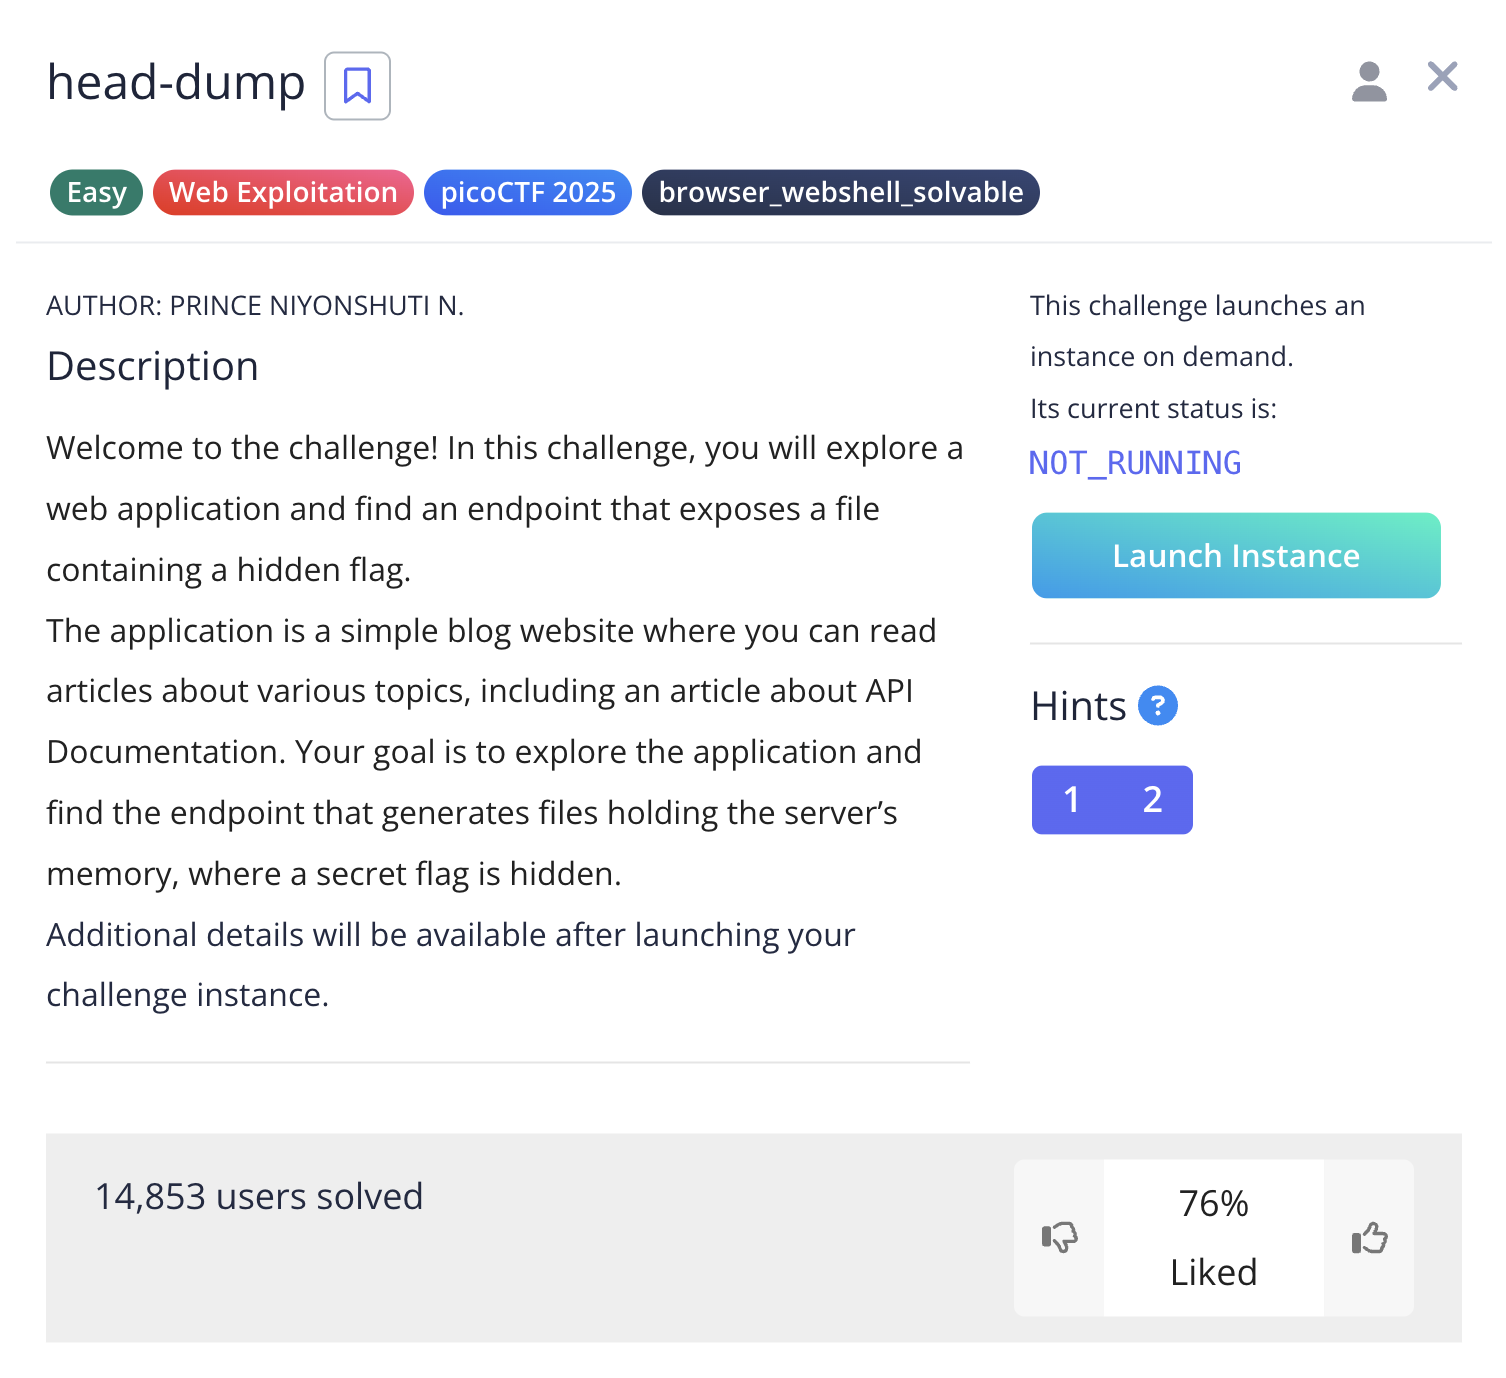 head-dump
Easy Web Exploitation picoCTF 2025 browser_webshell_solvable
AUTHOR: PRINCE NIYONSHUTI N.
Description
Welcome to the challenge! In this challenge, you will explore a
web application and find an endpoint that exposes a file
containing a hidden flag.
The application is a simple blog website where you can read
articles about various topics, including an article about API
Documentation. Your goal is to explore the application and
find the endpoint that generates files holding the server’s
memory, where a secret flag is hidden.
Additional details will be available after launching your
challenge instance.
This challenge launches an
instance on demand.
Its current status is:
NOT_RUNNING
Launch Instance
Hints ?
1 2
14,853 users solved
76%
Liked